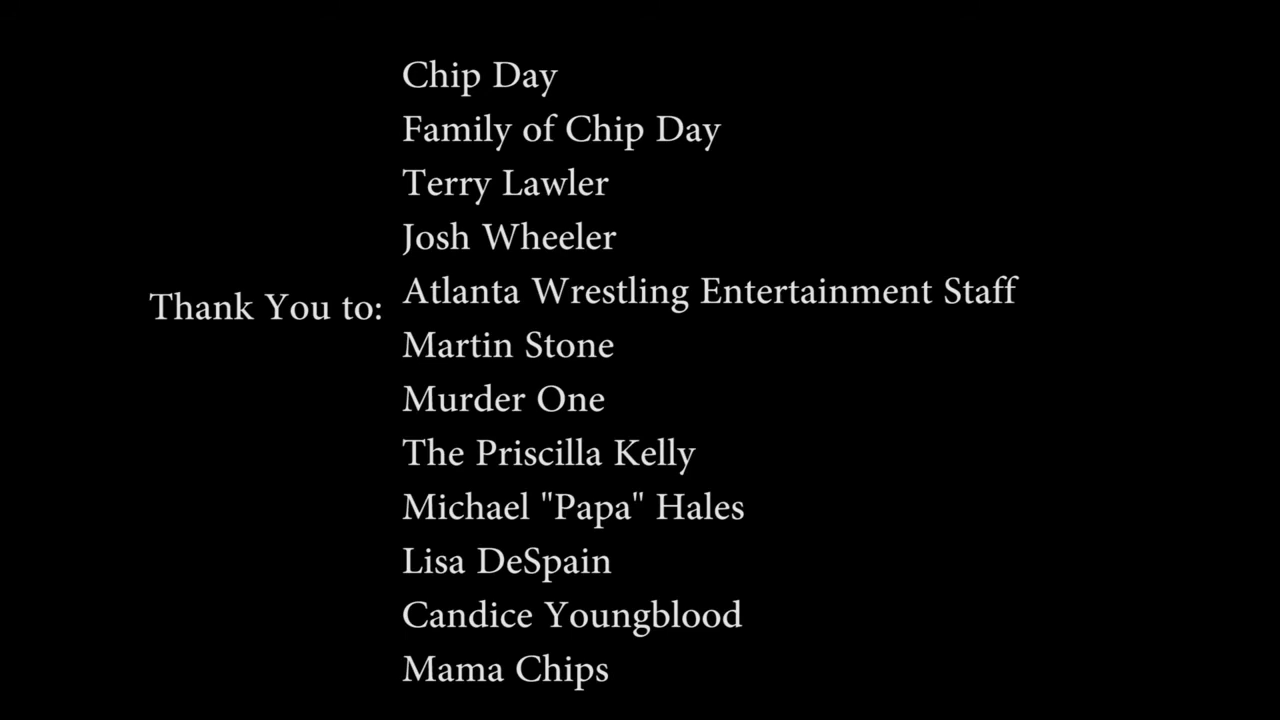 Chip Day
Family of Chip Day
Terry Lawler
Josh Wheeler
Thank You to: Atlanta Wrestling Entertainment Staff
Martin Stone
Murder One
The Priscilla Kelly
Michael "Papa" Hales
Lisa DeSpain
Candice Youngblood
Mama Chips